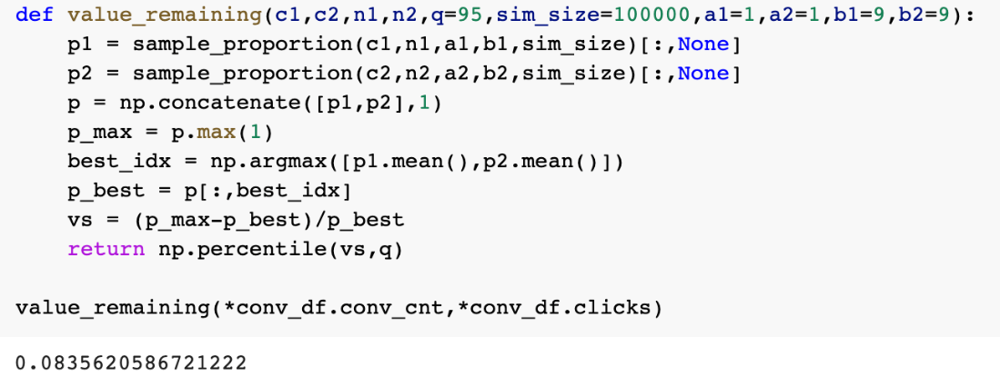 def value_remaining(c1,c2,n1,n2,q=95,sim_size=100000,a1=1,a2=1,b1=9,b2=9):
    p1 = sample_proportion(c1,n1,a1,b1,sim_size)[:,None]
    p2 = sample_proportion(c2,n2,a2,b2,sim_size)[:,None]
    p = np.concatenate([p1,p2],1)
    p_max = p.max(1)
    best_idx = np.argmax([p1.mean(),p2.mean()])
    p_best = p[:,best_idx]
    vs = (p_max-p_best)/p_best
    return np.percentile(vs,q)

value_remaining(*conv_df.conv_cnt,*conv_df.clicks)
0.0835620586721222